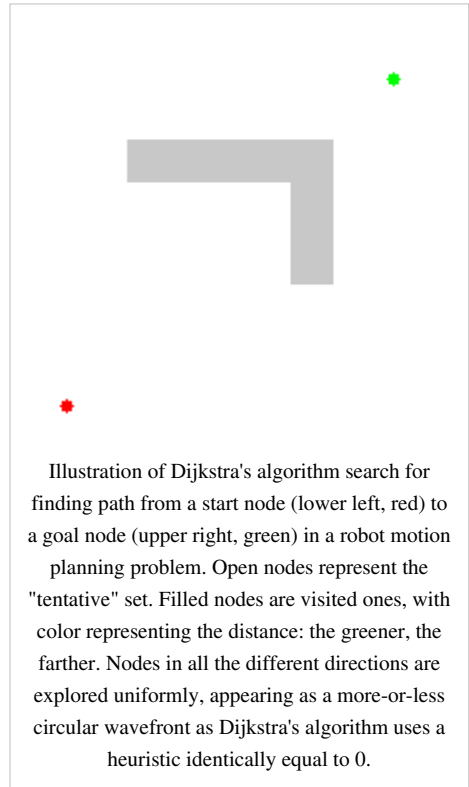 Illustration of Dijkstra's algorithm search for
finding path from a start node (lower left, red) to
a goal node (upper right, green) in a robot motion
planning problem. Open nodes represent the
"tentative" set. Filled nodes are visited ones, with
color representing the distance: the greener, the
farther. Nodes in all the different directions are
explored uniformly, appearing as a more-or-less
circular wavefront as Dijkstra's algorithm uses a
heuristic identically equal to 0.